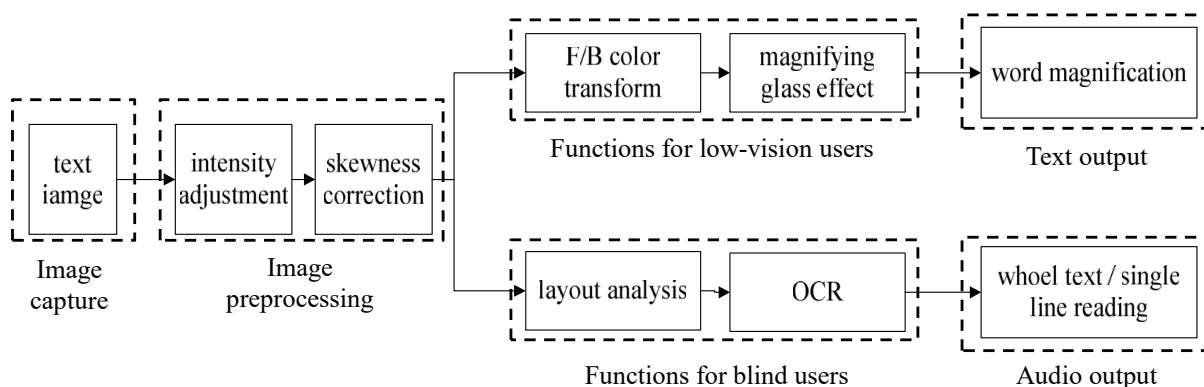 text
iamge
Image
capture
intensity
adjustment
skewness
correction
Image
preprocessing
F/B color
transform
magnifying
glass effect
Functions for low-vision users
word magnification
Text output
layout analysis
OCR
Functions for blind users
whoel text / single
line reading
Audio output